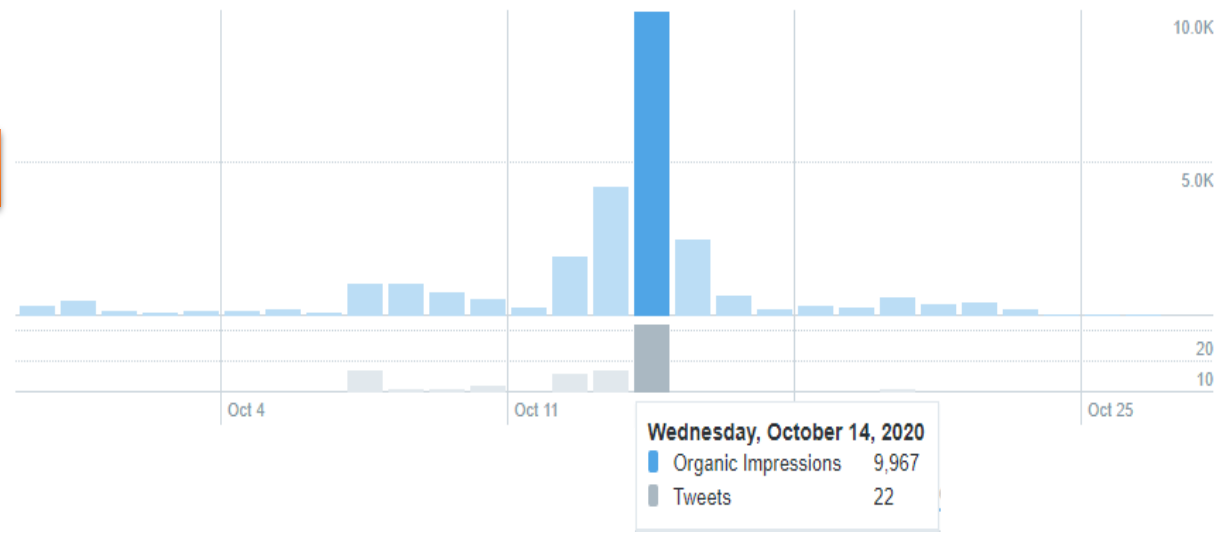 10.0K
5.0K
20
10
Oct 4
Oct 11
Oct 25
Wednesday, October 14, 2020
Organic Impressions 9,967
Tweets 22